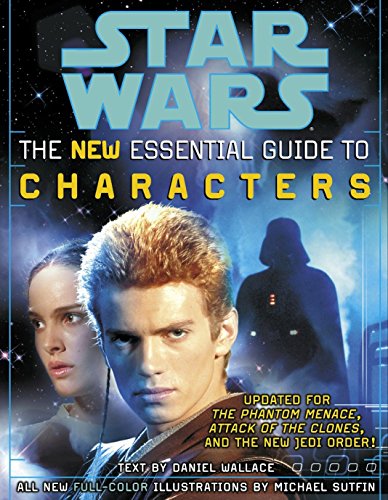 STAR
WARS
THE NEW ESSENTIAL GUIDE TO
CHARACTERS
UPDATED FOR
THE PHANTOM MENACE,
ATTACK OF THE CLONES,
AND THE NEW JEDI ORDER!
TEXT BY DANIEL WALLACE
ALL NEW FULL-COLOR ILLUSTRATIONS BY MICHAEL SUTFIN